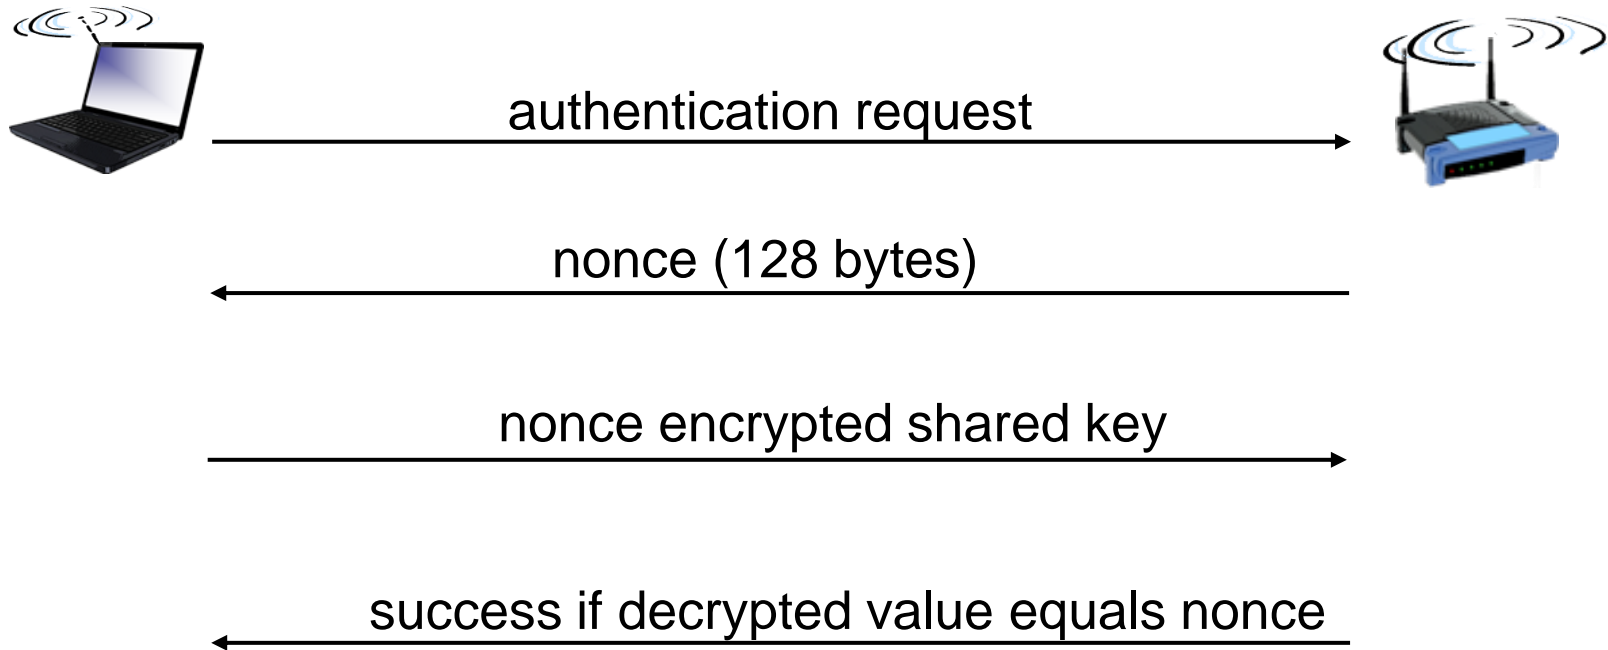 authentication request
nonce (128 bytes)
nonce encrypted shared key
success if decrypted value equals nonce